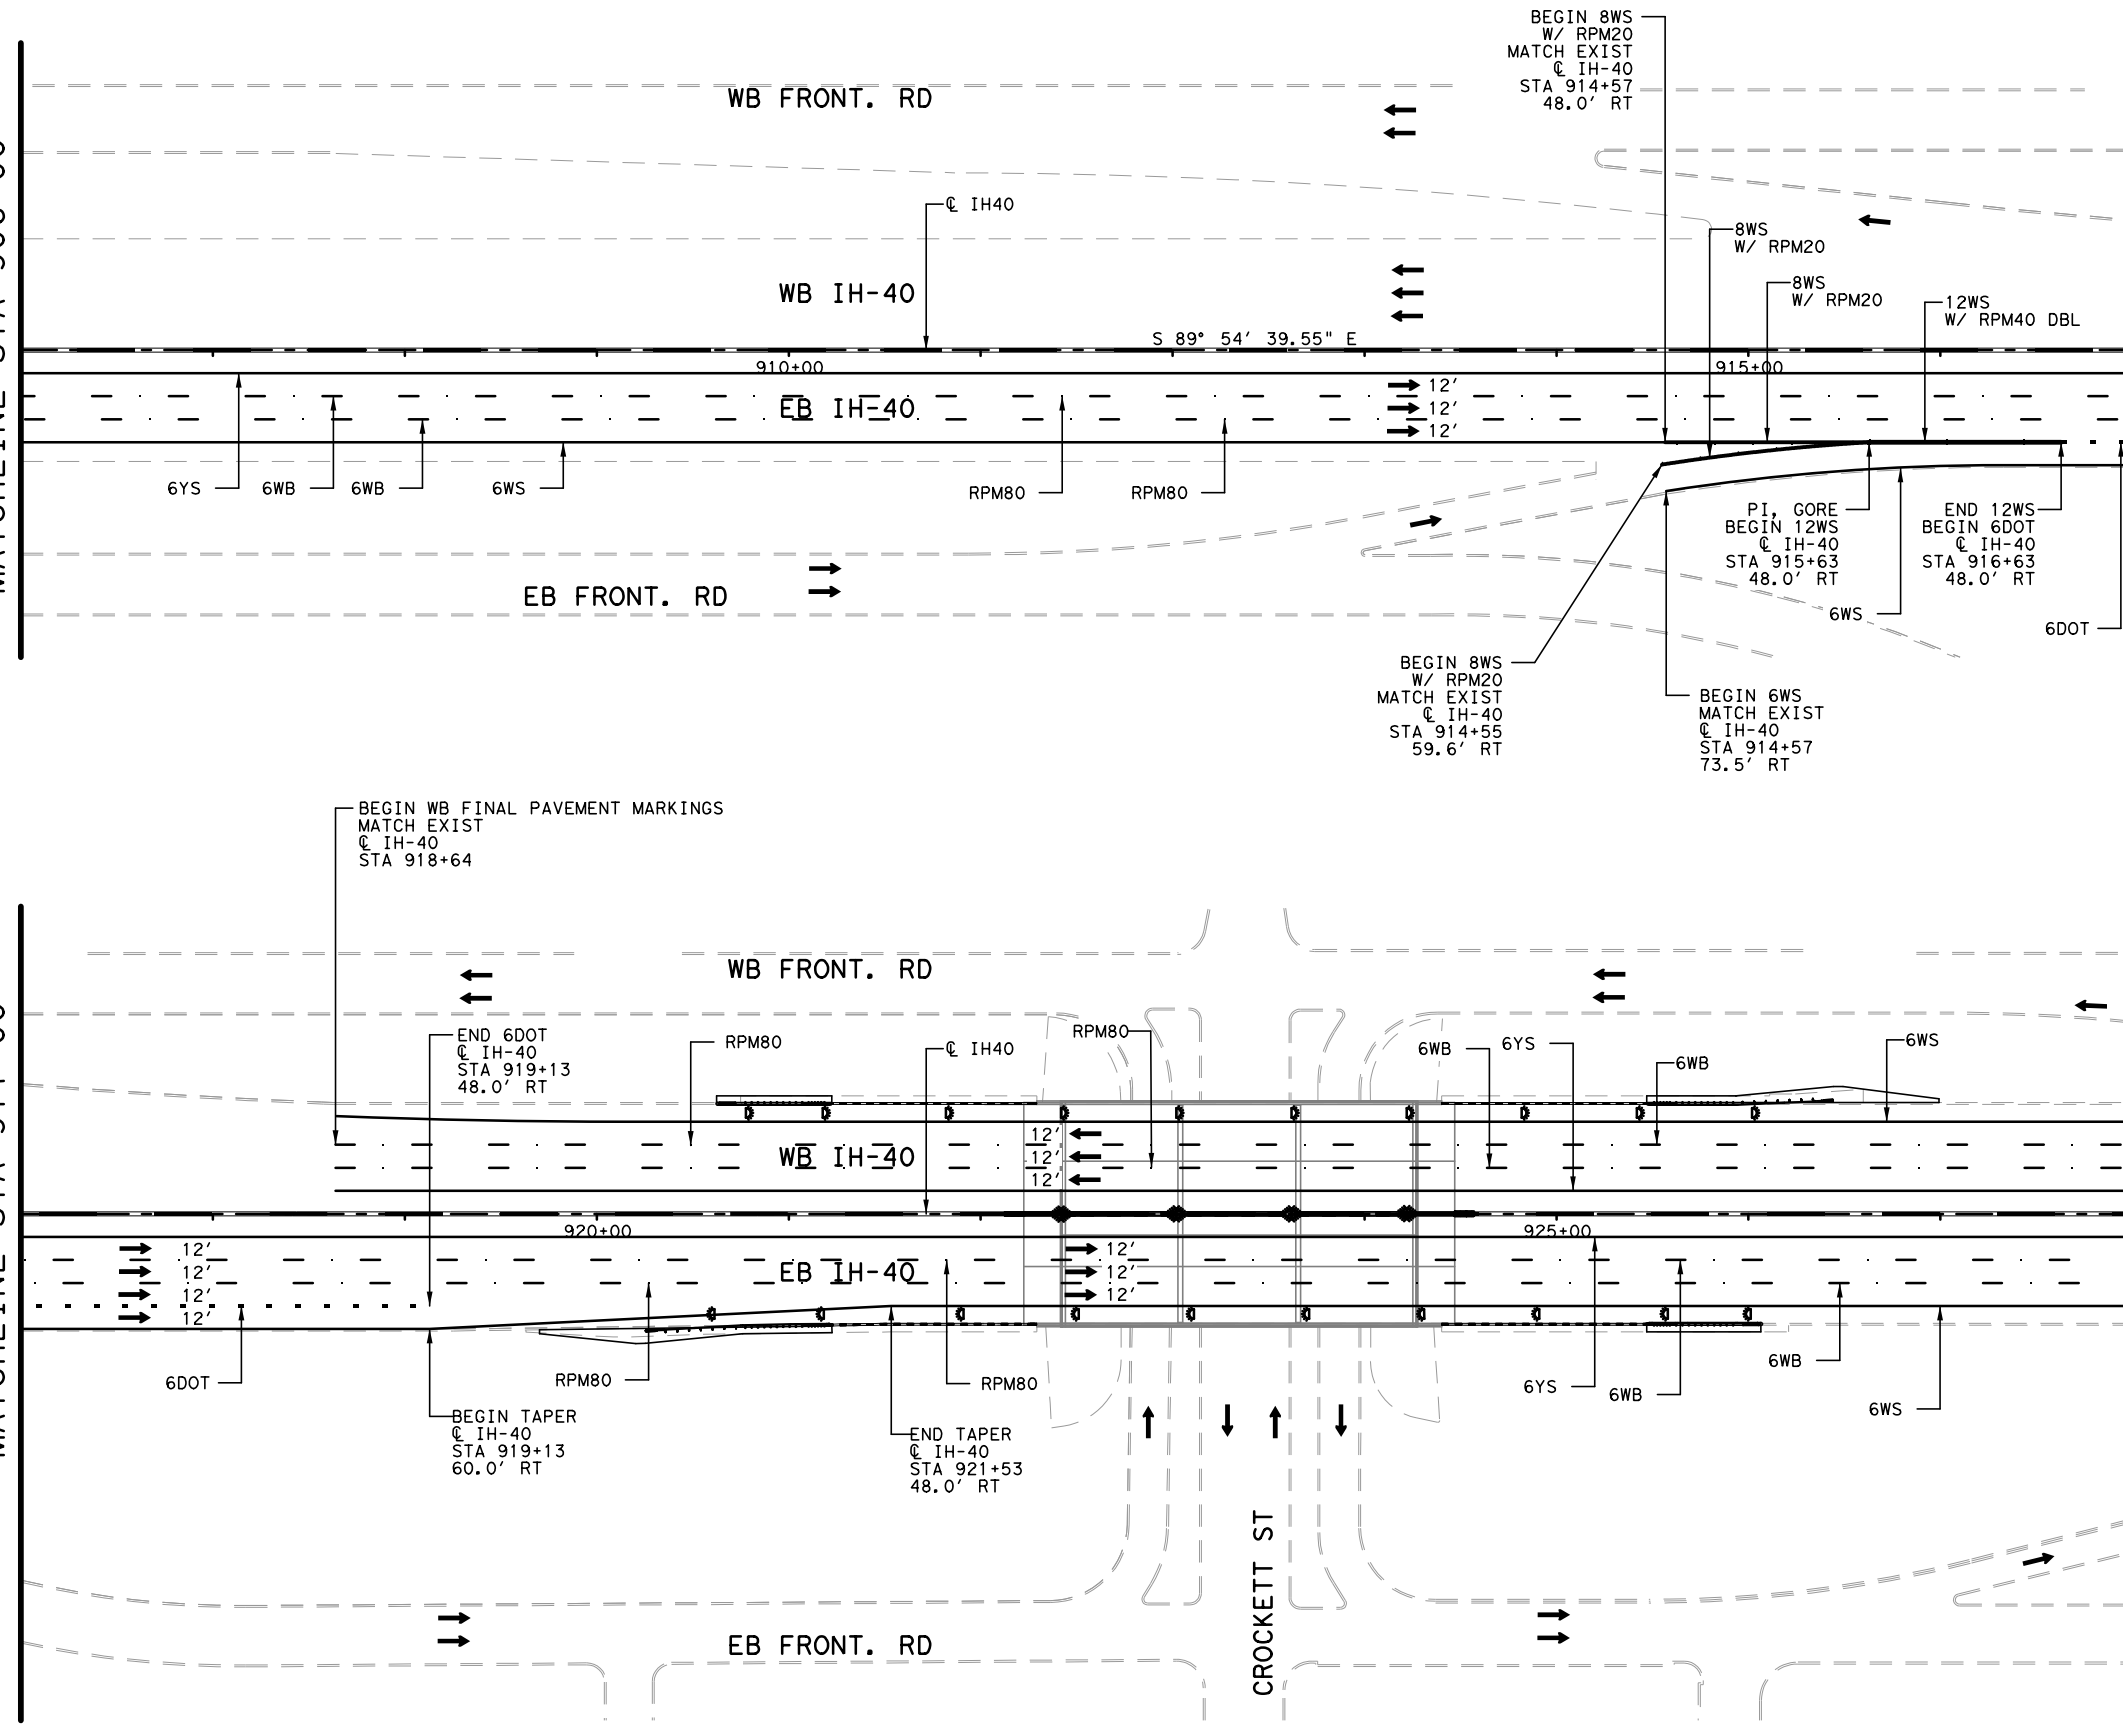 BEGIN 8WS
W/ RPM20
MATCH EXIST
℄ IH-40
STA 914+57
48.0' RT
WB FRONT. RD
℄ IH40
8WS
W/ RPM20
8WS
W/ RPM20
12WS
W/ RPM40 DBL
WB IH-40
S 89° 54' 39.55" E
910+00
915+00
EB IH-40
12'
12'
12'
6YS
6WB
6WB
6WS
RPM80
RPM80
PI, GORE
BEGIN 12WS
℄ IH-40
STA 915+63
48.0' RT
END 12WS
BEGIN 6DOT
℄ IH-40
STA 916+63
48.0' RT
6WS
6DOT
EB FRONT. RD
BEGIN 8WS
W/ RPM20
MATCH EXIST
℄ IH-40
STA 914+55
59.6' RT
BEGIN 6WS
MATCH EXIST
℄ IH-40
STA 914+57
73.5' RT
BEGIN WB FINAL PAVEMENT MARKINGS
MATCH EXIST
℄ IH-40
STA 918+64
WB FRONT. RD
END 6DOT
℄ IH-40
STA 919+13
48.0' RT
RPM80
℄ IH40
RPM80
6WB
6YS
6WB
6WS
12'
12'
12'
WB IH-40
920+00
925+00
12'
12'
12'
12'
EB IH-40
12'
12'
12'
6DOT
RPM80
RPM80
6YS
6WB
6WB
6WS
BEGIN TAPER
℄ IH-40
STA 919+13
60.0' RT
END TAPER
℄ IH-40
STA 921+53
48.0' RT
CROCKETT ST
EB FRONT. RD